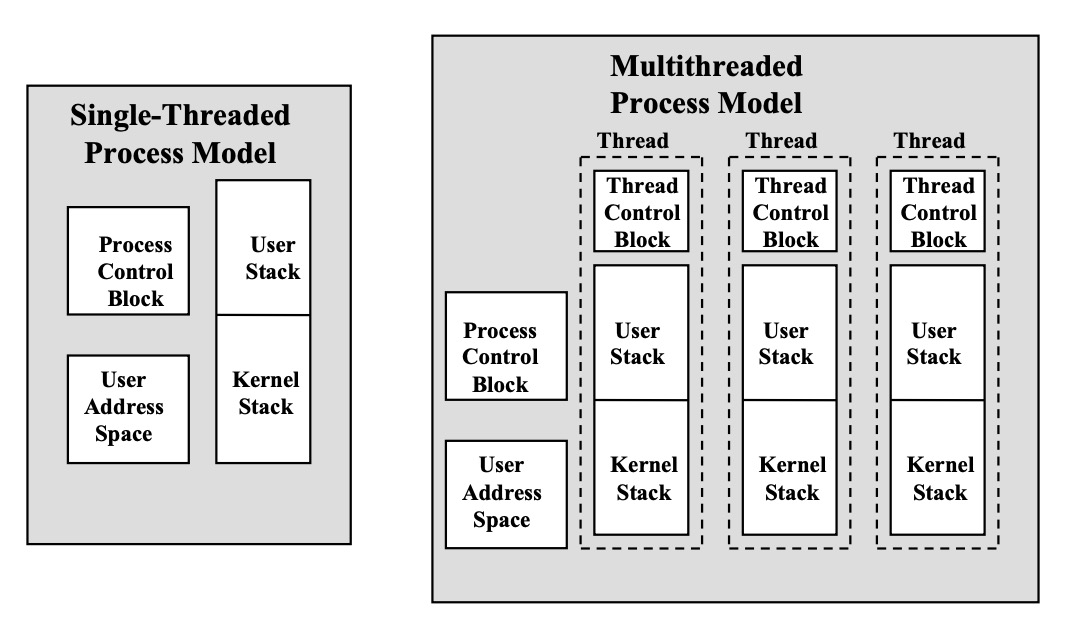 Single-Threaded
Process Model
Process
Control
Block
User
Stack
User
Address
Space
Kernel
Stack
Multithreaded
Process Model
Process
Control
Block
User
Address
Space
Thread
Thread
Control
Block
User
Stack
Kernel
Stack
Thread
Thread
Control
Block
User
Stack
Kernel
Stack
Thread
Thread
Control
Block
User
Stack
Kernel
Stack